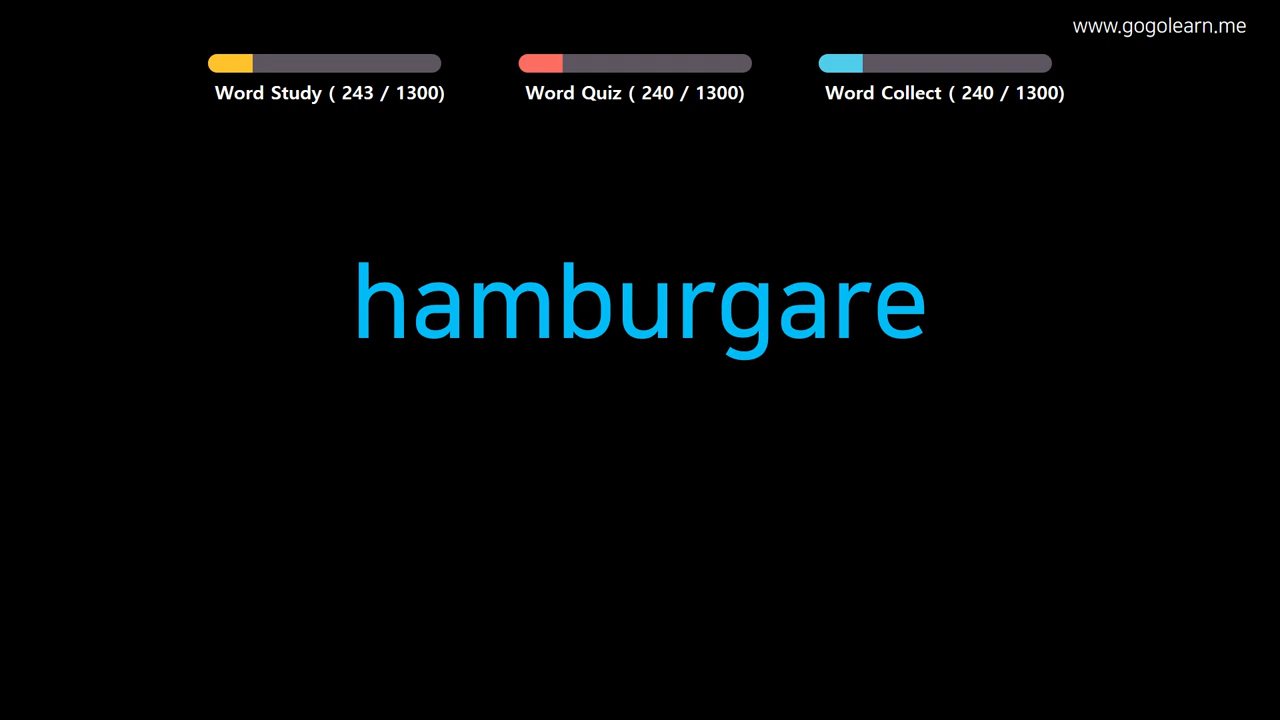 www.gogolearn.me
Word Study ( 243 / 1300)
Word Quiz ( 240 / 1300)
Word Collect ( 240 / 1300)
hamburgare